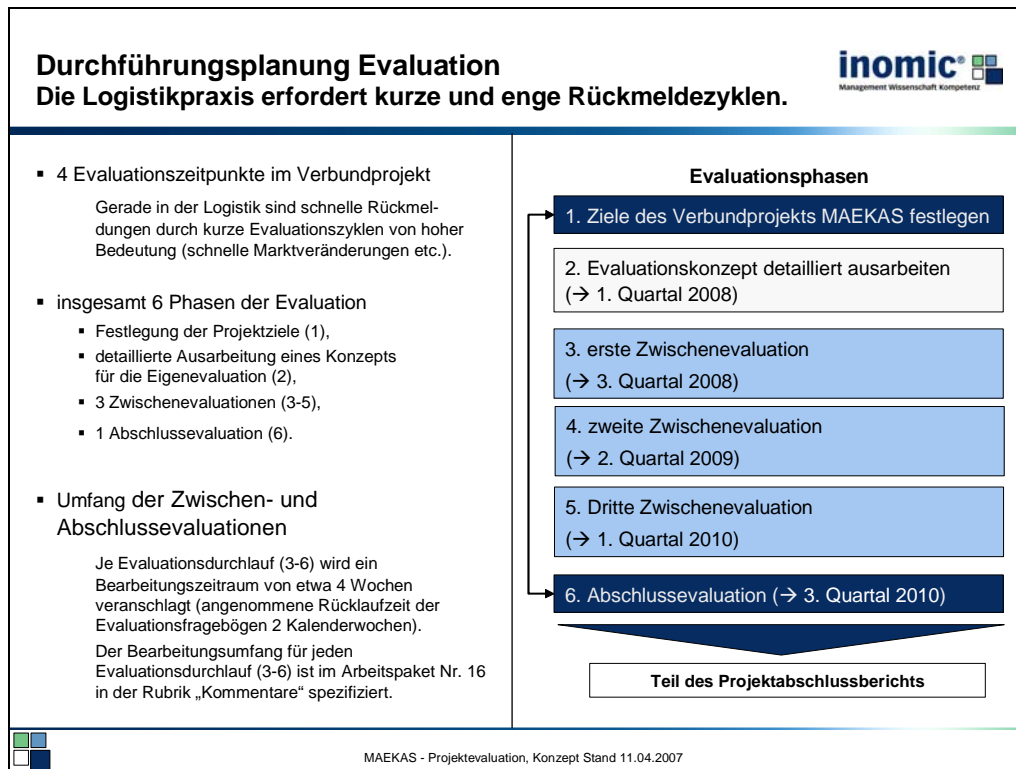 Durchführungsplanung Evaluation
Die Logistikpraxis erfordert kurze und enge Rückmeldezyklen.
inomic®
Management Wissenschaft Kompetenz
▪ 4 Evaluationszeitpunkte im Verbundprojekt
Gerade in der Logistik sind schnelle Rückmel-
dungen durch kurze Evaluationszyklen von hoher
Bedeutung (schnelle Marktveränderungen etc.).
▪ insgesamt 6 Phasen der Evaluation
▪ Festlegung der Projektziele (1),
▪ detaillierte Ausarbeitung eines Konzepts
für die Eigenevaluation (2),
▪ 3 Zwischenevaluationen (3-5),
▪ 1 Abschlussevaluation (6).
▪ Umfang der Zwischen- und
Abschlussevaluationen
Je Evaluationsdurchlauf (3-6) wird ein
Bearbeitungszeitraum von etwa 4 Wochen
veranschlagt (angenommene Rücklaufzeit der
Evaluationsfragebögen 2 Kalenderwochen).
Der Bearbeitungsumfang für jeden
Evaluationsdurchlauf (3-6) ist im Arbeitspaket Nr. 16
in der Rubrik „Kommentare“ spezifiziert.
Evaluationsphasen
1. Ziele des Verbundprojekts MAEKAS festlegen
2. Evaluationskonzept detailliert ausarbeiten
(→ 1. Quartal 2008)
3. erste Zwischenevaluation
(→ 3. Quartal 2008)
4. zweite Zwischenevaluation
(→ 2. Quartal 2009)
5. Dritte Zwischenevaluation
(→ 1. Quartal 2010)
6. Abschlussevaluation (→ 3. Quartal 2010)
Teil des Projektabschlussberichts
MAEKAS - Projektevaluation, Konzept Stand 11.04.2007